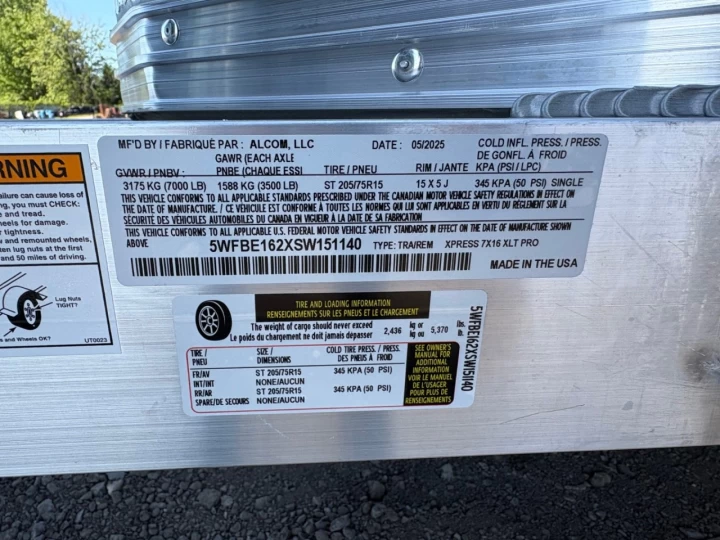 MF'D BY / FABRIQUÉ PAR : ALCOM, LLC DATE : 05/2025 COLD INFL. PRESS. / PRESS.
GAWR (EACH AXLE DE GONFL. À FROID
GVWR / PNBV : PNBE (CHAQUE ESSI TIRE / PNEU RIM / JANTE KPA (PSI / LPC)
3175 KG (7000 LB) 1588 KG (3500 LB) ST 205/75R15 15 X 5 J 345 KPA (50 PSI) SINGLE
THIS VEHICLE CONFORMS TO ALL APPLICABLE STANDARDS PRESCRIBED UNDER THE CANADIAN MOTOR VEHICLE SAFETY REGULATIONS IN EFFECT ON
THE DATE OF MANUFACTURE. / CE VÉHICULE EST CONFORME À TOUTES LES NORMES QUI LUI SONT APPLICABLES EN VERTU DU RÈGLEMENT SUR LA SÉCURITÉ DES
VÉHICULES AUTOMOBILES DU CANADA EN VIGUEUR À LA DATE DE SA FABRICATION
THIS VEHICLE CONFORMS TO ALL APPLICABLE U.S. FEDERAL MOTOR VEHICLE SAFETY STANDARDS IN EFFECT ON THE DATE OF MANUFACTURE SHOWN
ABOVE 5WFBE162XSW151140 TYPE: TRA/REM XPRESS 7X16 XLT PRO
MADE IN THE USA
RNING
ailure can cause loss of
you must CHECK:
e and tread.
heels for damage.
n and remounted wheels,
ten lug nuts at the first
and 50 miles of driving.
Lug Nuts
TIGHT?
and Wheels OK?
UT0023
TIRE AND LOADING INFORMATION
RENSEIGNEMENTS SUR LES PNEUS ET LE CHARGEMENT
The weight of cargo should never exceed kg or lbs.
Le poids du chargement ne doit jamais dépasser 2,436 kg ou 5,370 lb.
TIRE / PNEU SIZE / DIMENSIONS COLD TIRE PRESS. / PRESS DES PNEUS À FROID
FR/AV ST 205/75R15 345 KPA (50 PSI)
INT/INT NONE/AUCUN
RR/AR ST 205/75R15 345 KPA (50 PSI)
SPARE/DE SECOURS NONE/AUCUN
SEE OWNER'S
MANUAL FOR
ADDITIONAL
INFORMATION
VOIR LE MANUEL
DE L'USAGER
POUR PLUS DE
RENSEIGNEMENTS
5WFBE162XSW151140